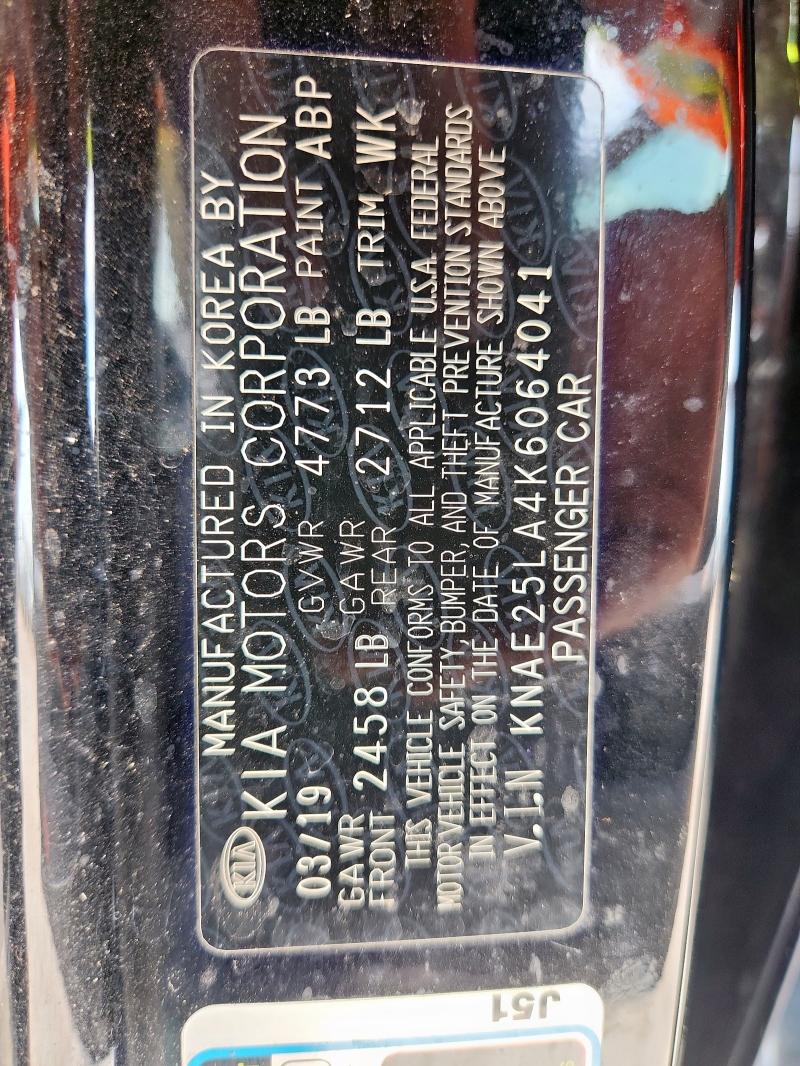 MANUFACTURED IN KOREA BY
KIA KIA MOTORS CORPORATION
03/19 GVWR 4773 LB PAINT ABP
GAWR FRONT 2458 LB GAWR REAR 2712 LB TRIM WK
THIS VEHICLE CONFORMS TO ALL APPLICABLE U.S.A. FEDERAL
MOTOR VEHICLE SAFETY, BUMPER, AND THEFT PREVENTION STANDARDS
IN EFFECT ON THE DATE OF MANUFACTURE SHOWN ABOVE
V.I.N KNAE25LA4K6064041
PASSENGER CAR
J51